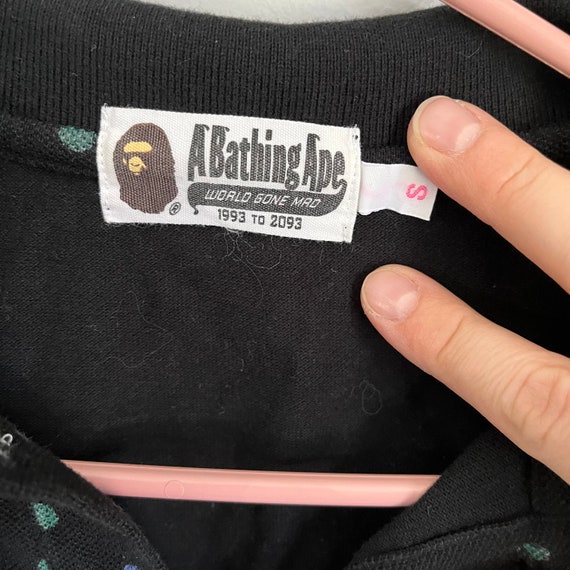 A Bathing Ape
®
WORLD GONE MAD
1993 TO 2093
S